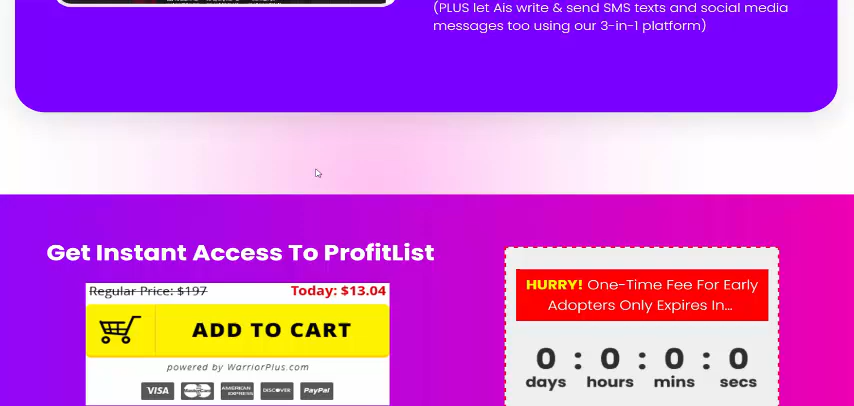 (PLUS let Ais write & send SMS texts and social media
messages too using our 3-in-1 platform)
Get Instant Access To ProfitList
Regular Price: $197 Today: $13.04
ADD TO CART
powered by WarriorPlus.com
VISA MasterCard AMERICAN EXPRESS DISCOVER PayPal
HURRY! One-Time Fee For Early
Adopters Only Expires In...
0 : 0 : 0 : 0
days hours mins secs